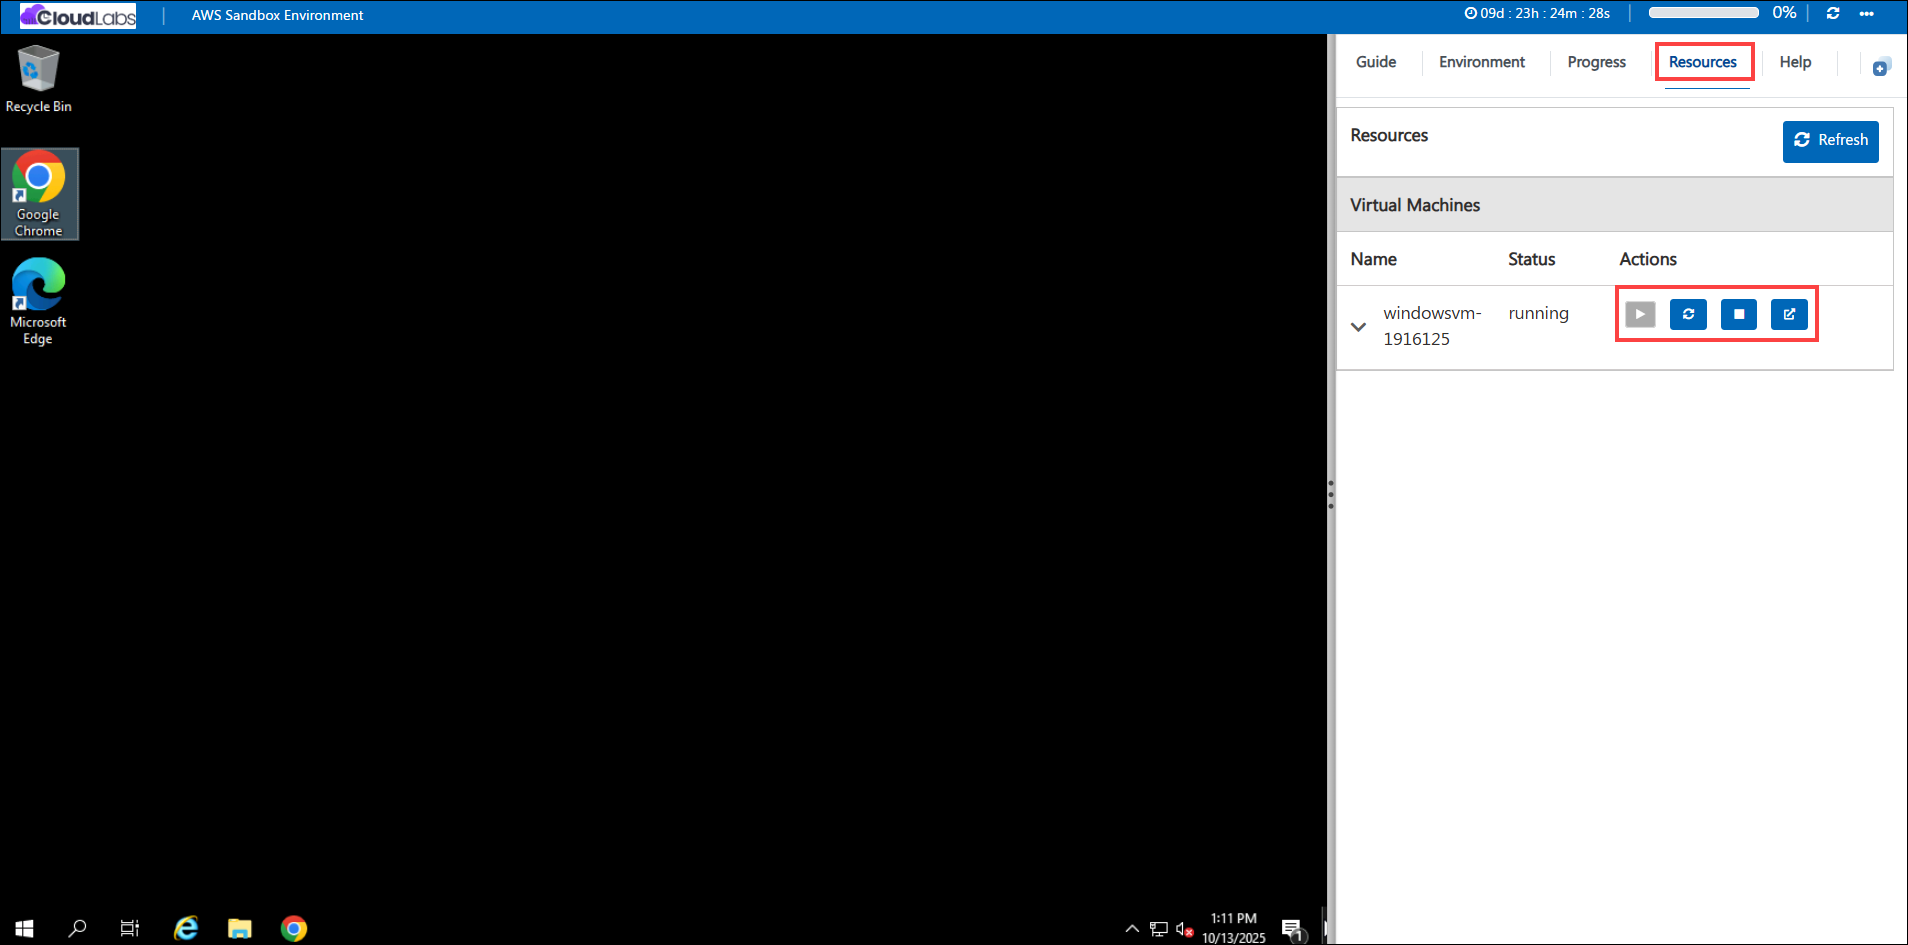 CloudLabs
AWS Sandbox Environment
09d : 23h : 24m : 28s
0%
Recycle Bin
Google
Chrome
Microsoft
Edge
Guide
Environment
Progress
Resources
Help
Resources
Refresh
Virtual Machines
Name
Status
Actions
windowsvm-
1916125
running
1:11 PM
10/13/2025
1